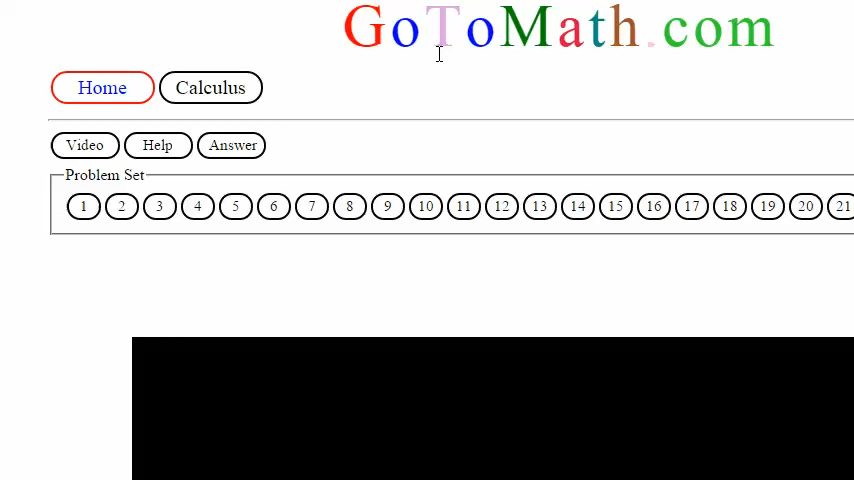 GoToMath.com
Home Calculus
Video Help Answer
Problem Set
1 2 3 4 5 6 7 8 9 10 11 12 13 14 15 16 17 18 19 20 21